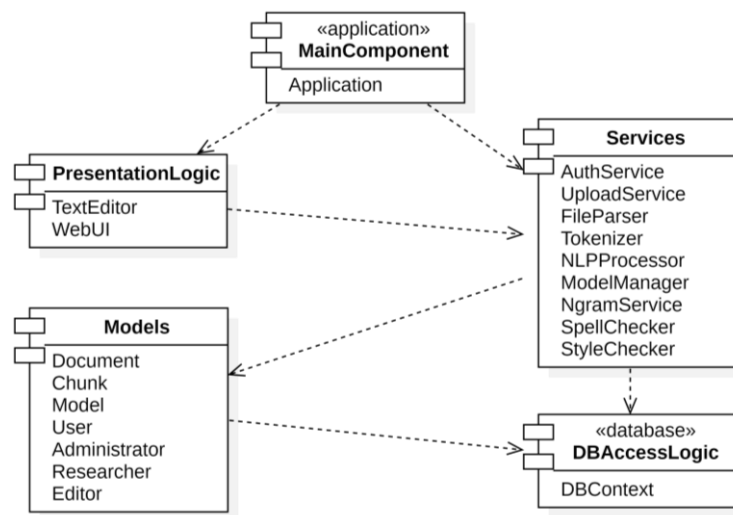 «application»
MainComponent
Application
PresentationLogic
TextEditor
WebUI
Services
AuthService
UploadService
FileParser
Tokenizer
NLPProcessor
ModelManager
NgramService
SpellChecker
StyleChecker
Models
Document
Chunk
Model
User
Administrator
Researcher
Editor
«database»
DBAccessLogic
DBContext